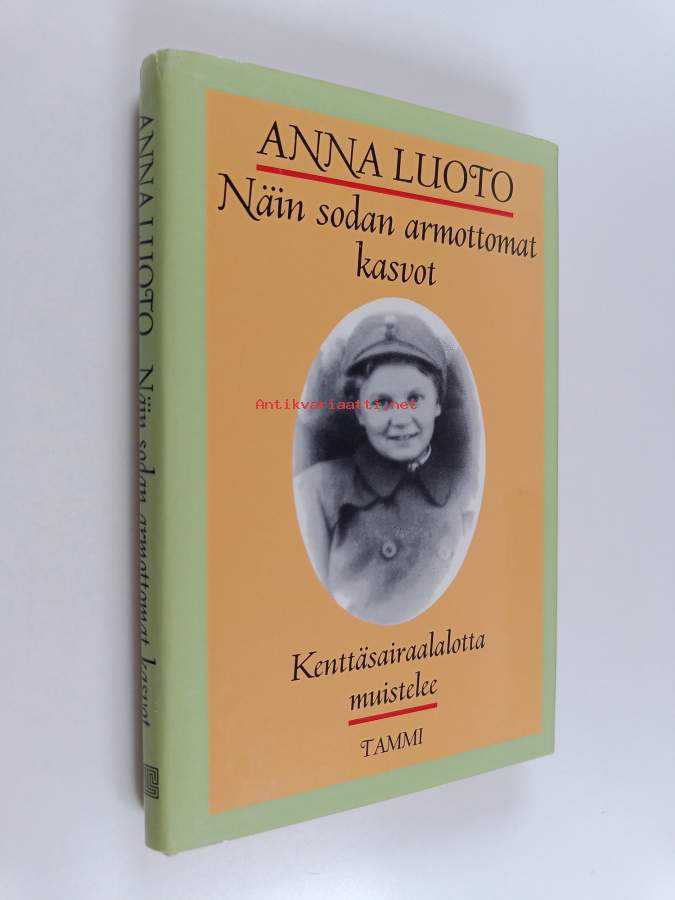 ANNA LUOTO
Näin sodan armottomat
kasvot
Antikvariaatti.net
Kenttäsairaalalotta
muistelee
TAMMI
ANNA LUOTO Näin sodan armottomat kasvot